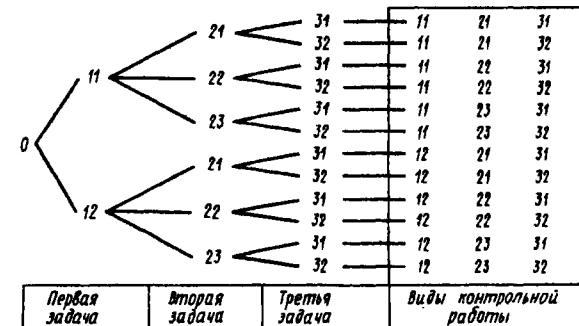 31 11 21 31
21
32 11 21 32
31 11 22 31
11 22
32 11 22 32
31 11 23 31
23
32 11 23 32
0
31 12 21 31
21
32 12 21 32
31 12 22 31
12 22
32 12 22 32
31 12 23 31
23
32 12 23 32
Первая Вторая Третья Виды контрольной
задача задача задача работы